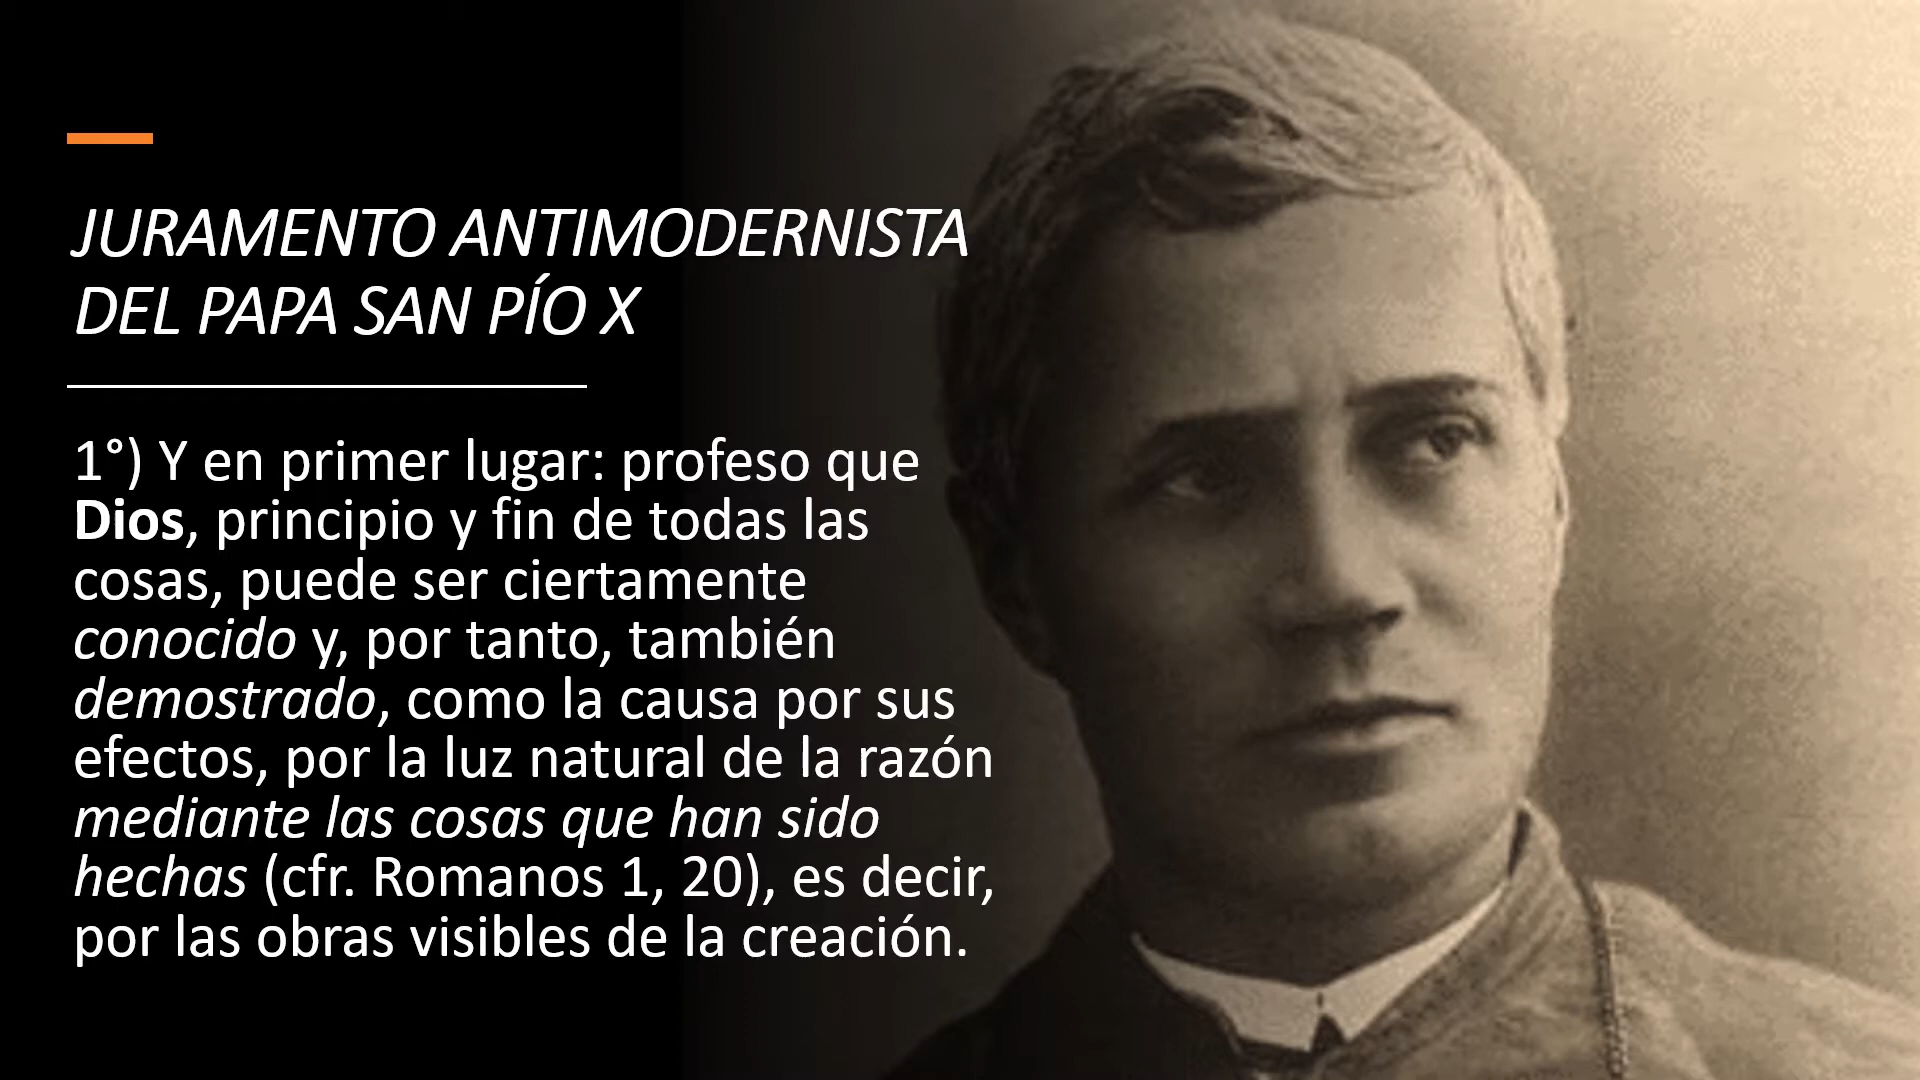 JURAMENTO ANTIMODERNISTA
DEL PAPA SAN PÍO X
1°) Y en primer lugar: profeso que
Dios, principio y fin de todas las
cosas, puede ser ciertamente
conocido y, por tanto, también
demostrado, como la causa por sus
efectos, por la luz natural de la razón
mediante las cosas que han sido
hechas (cfr. Romanos 1, 20), es decir,
por las obras visibles de la creación.